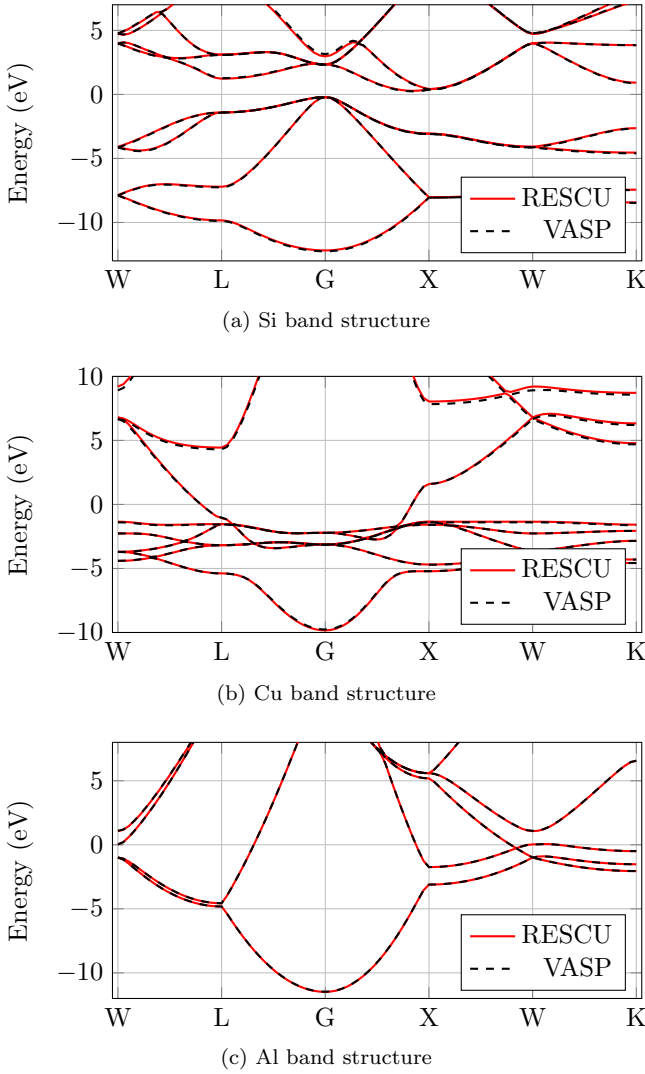 5
0
−5
−10
Energy (eV)
RESCU
VASP
W L G X W K
(a) Si band structure
10
5
0
−5
−10
Energy (eV)
RESCU
VASP
W L G X W K
(b) Cu band structure
5
0
−5
−10
Energy (eV)
RESCU
VASP
W L G X W K
(c) Al band structure